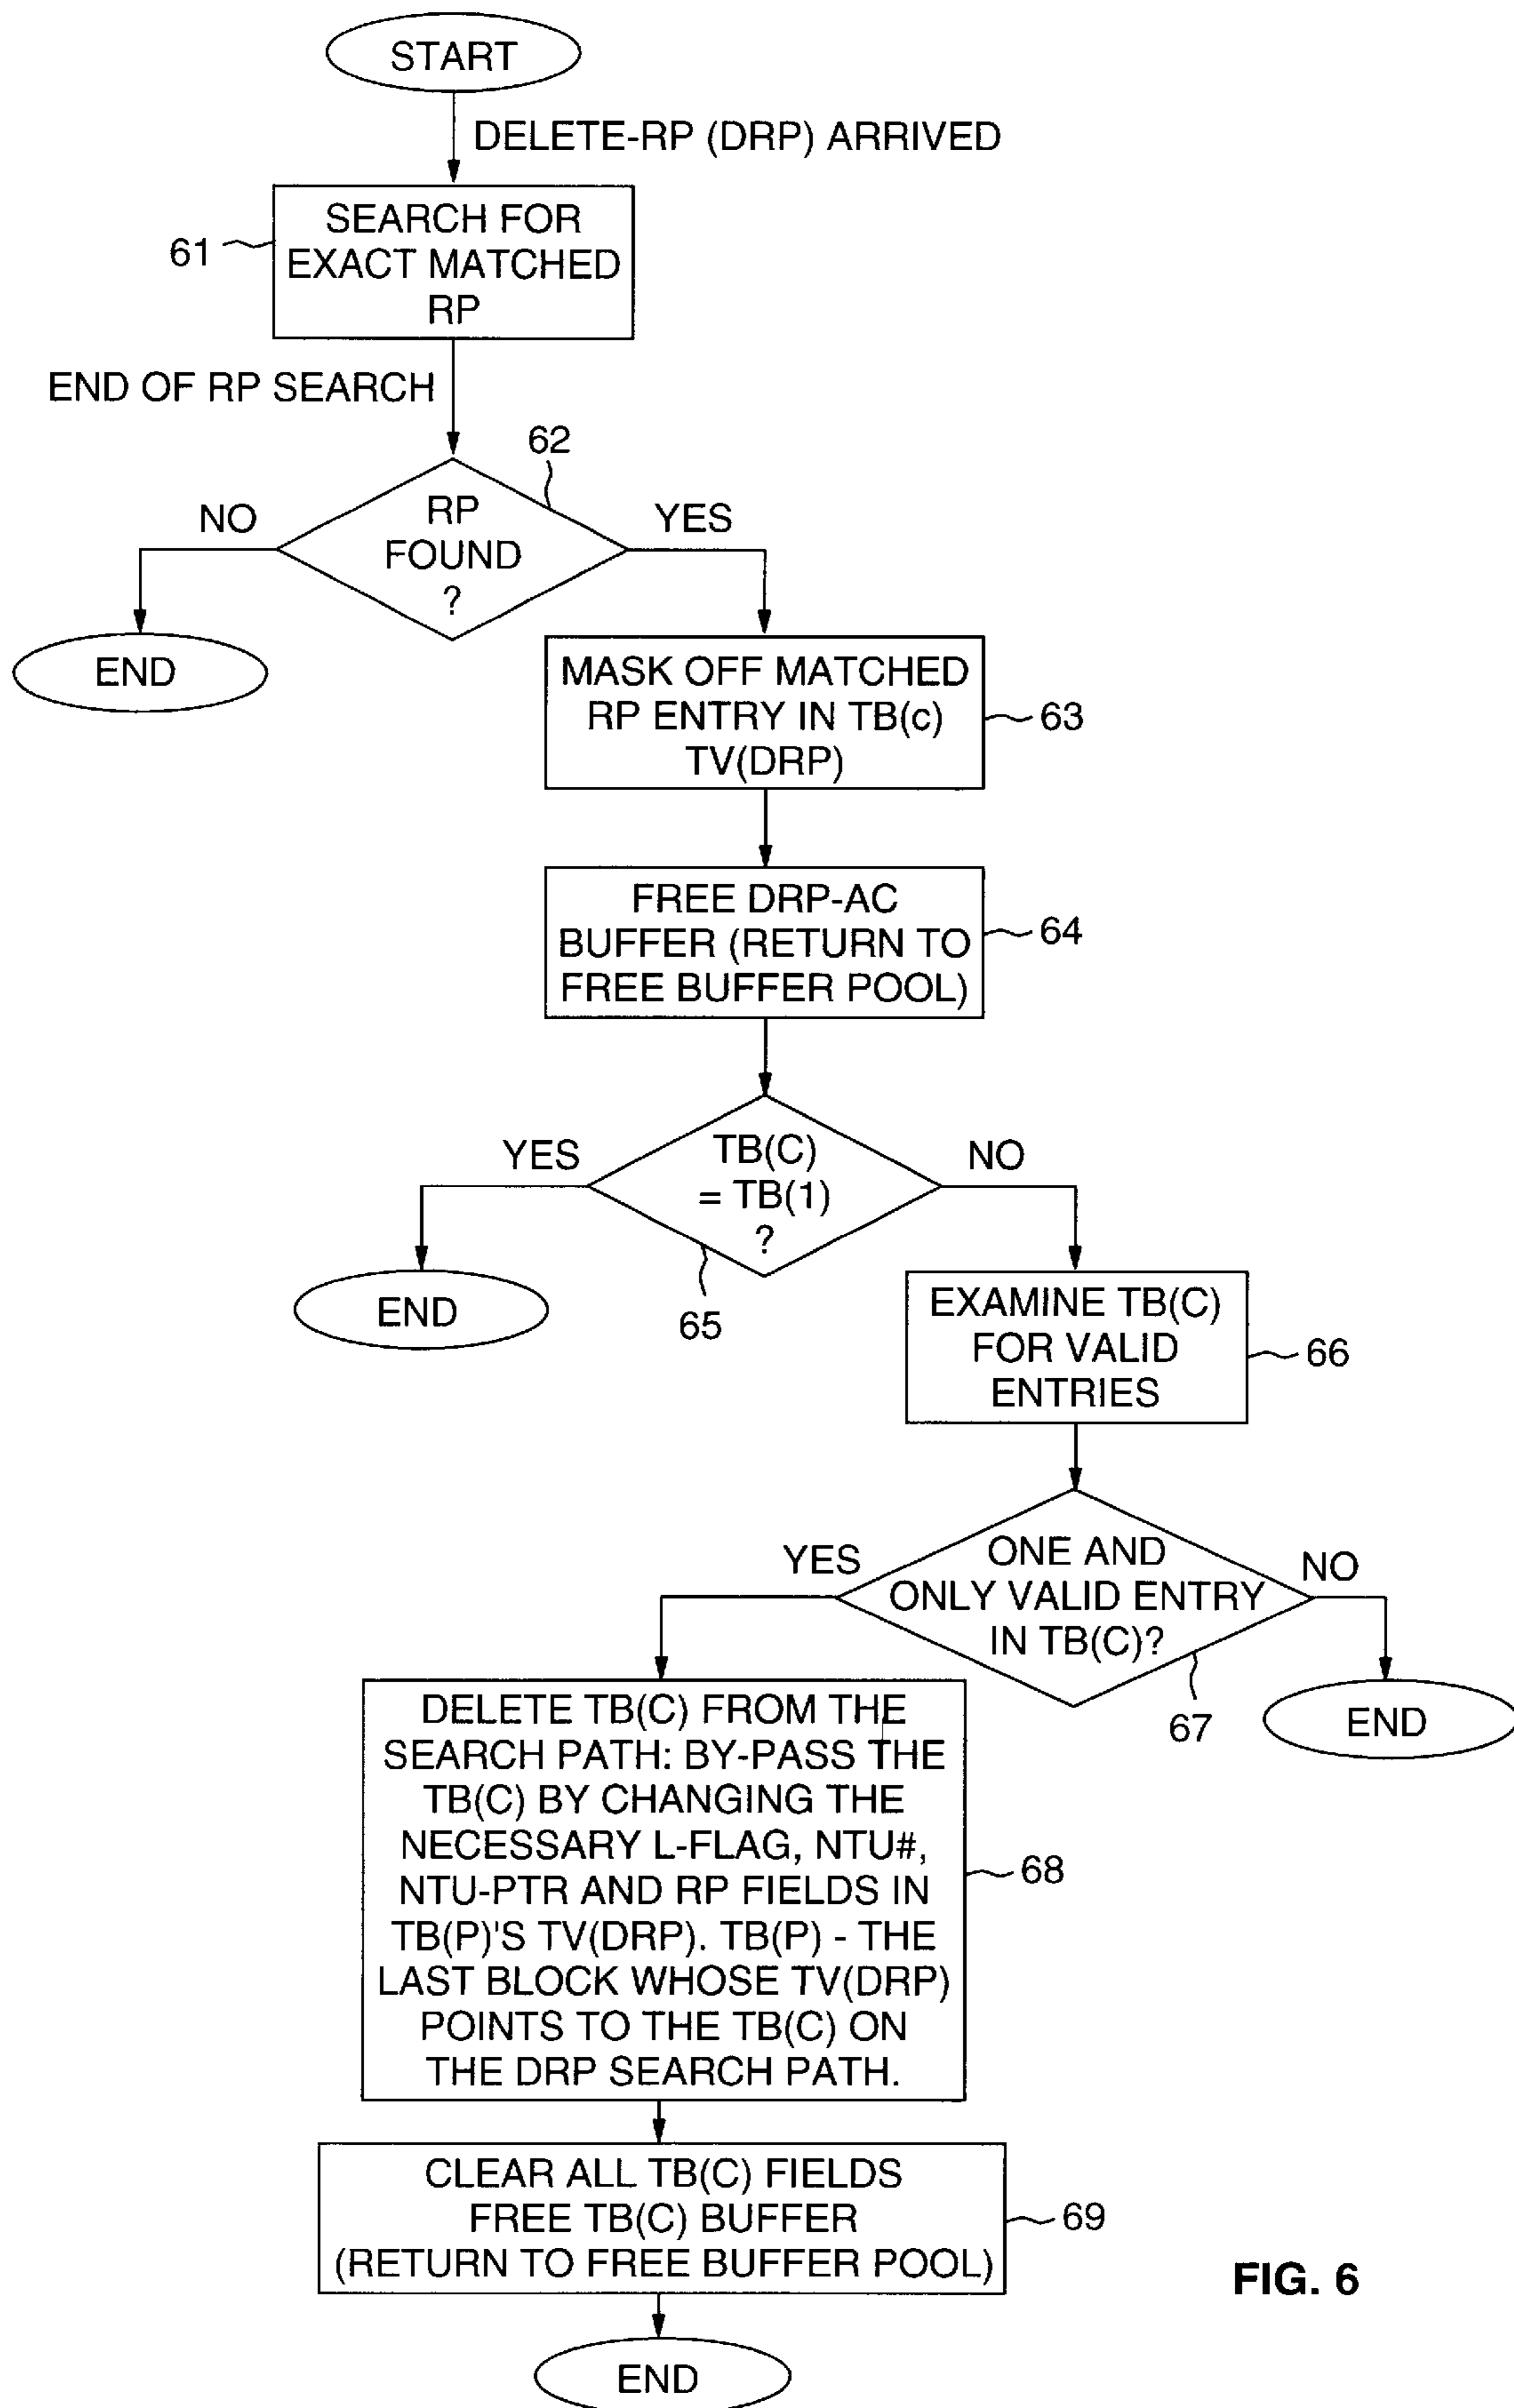 START
DELETE-RP (DRP) ARRIVED
SEARCH FOR
EXACT MATCHED
RP
61
END OF RP SEARCH
62
NO
RP
FOUND
?
YES
END
MASK OFF MATCHED
RP ENTRY IN TB(c)
TV(DRP)
63
FREE DRP-AC
BUFFER (RETURN TO
FREE BUFFER POOL)
64
YES
TB(C)
= TB(1)
?
NO
65
END
EXAMINE TB(C)
FOR VALID
ENTRIES
66
YES
ONE AND
ONLY VALID ENTRY
IN TB(C)?
NO
67
END
DELETE TB(C) FROM THE
SEARCH PATH: BY-PASS THE
TB(C) BY CHANGING THE
NECESSARY L-FLAG, NTU#,
NTU-PTR AND RP FIELDS IN
TB(P)'S TV(DRP). TB(P) - THE
LAST BLOCK WHOSE TV(DRP)
POINTS TO THE TB(C) ON
THE DRP SEARCH PATH.
68
CLEAR ALL TB(C) FIELDS
FREE TB(C) BUFFER
(RETURN TO FREE BUFFER POOL)
69
END
FIG. 6